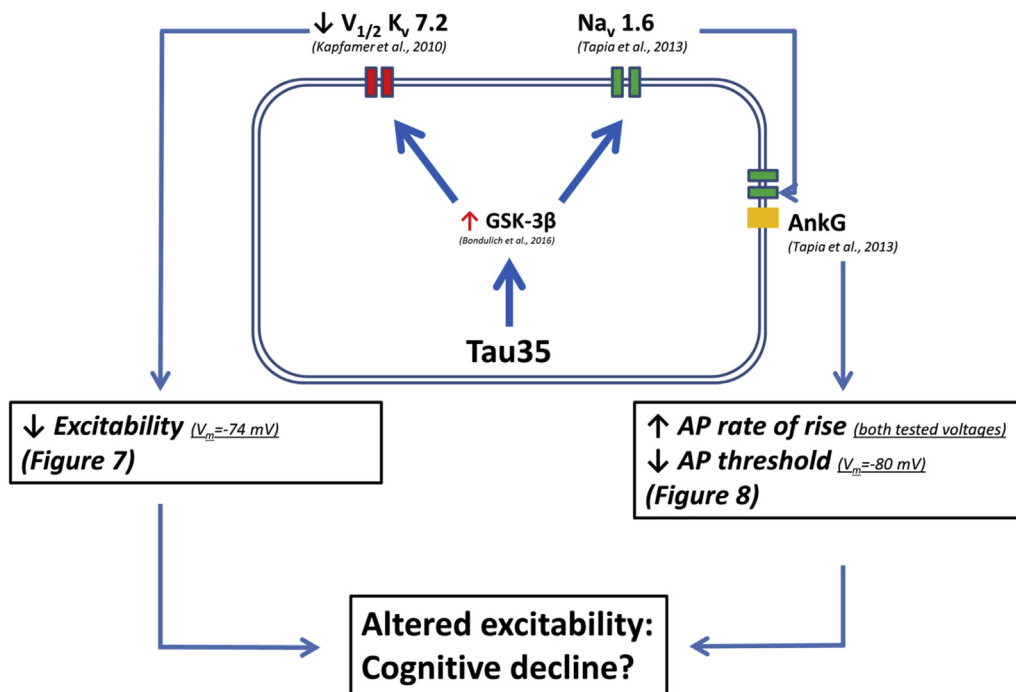 ↓ V1/2 Kv 7.2
(Kapfamer et al., 2010)
Nav 1.6
(Tapia et al., 2013)
↑ GSK-3β
(Bondulich et al., 2016)
AnkG
(Tapia et al., 2013)
Tau35
↓ Excitability (Vm=-74 mV)
(Figure 7)
↑ AP rate of rise (both tested voltages)
↓ AP threshold (Vm=-80 mV)
(Figure 8)
Altered excitability:
Cognitive decline?